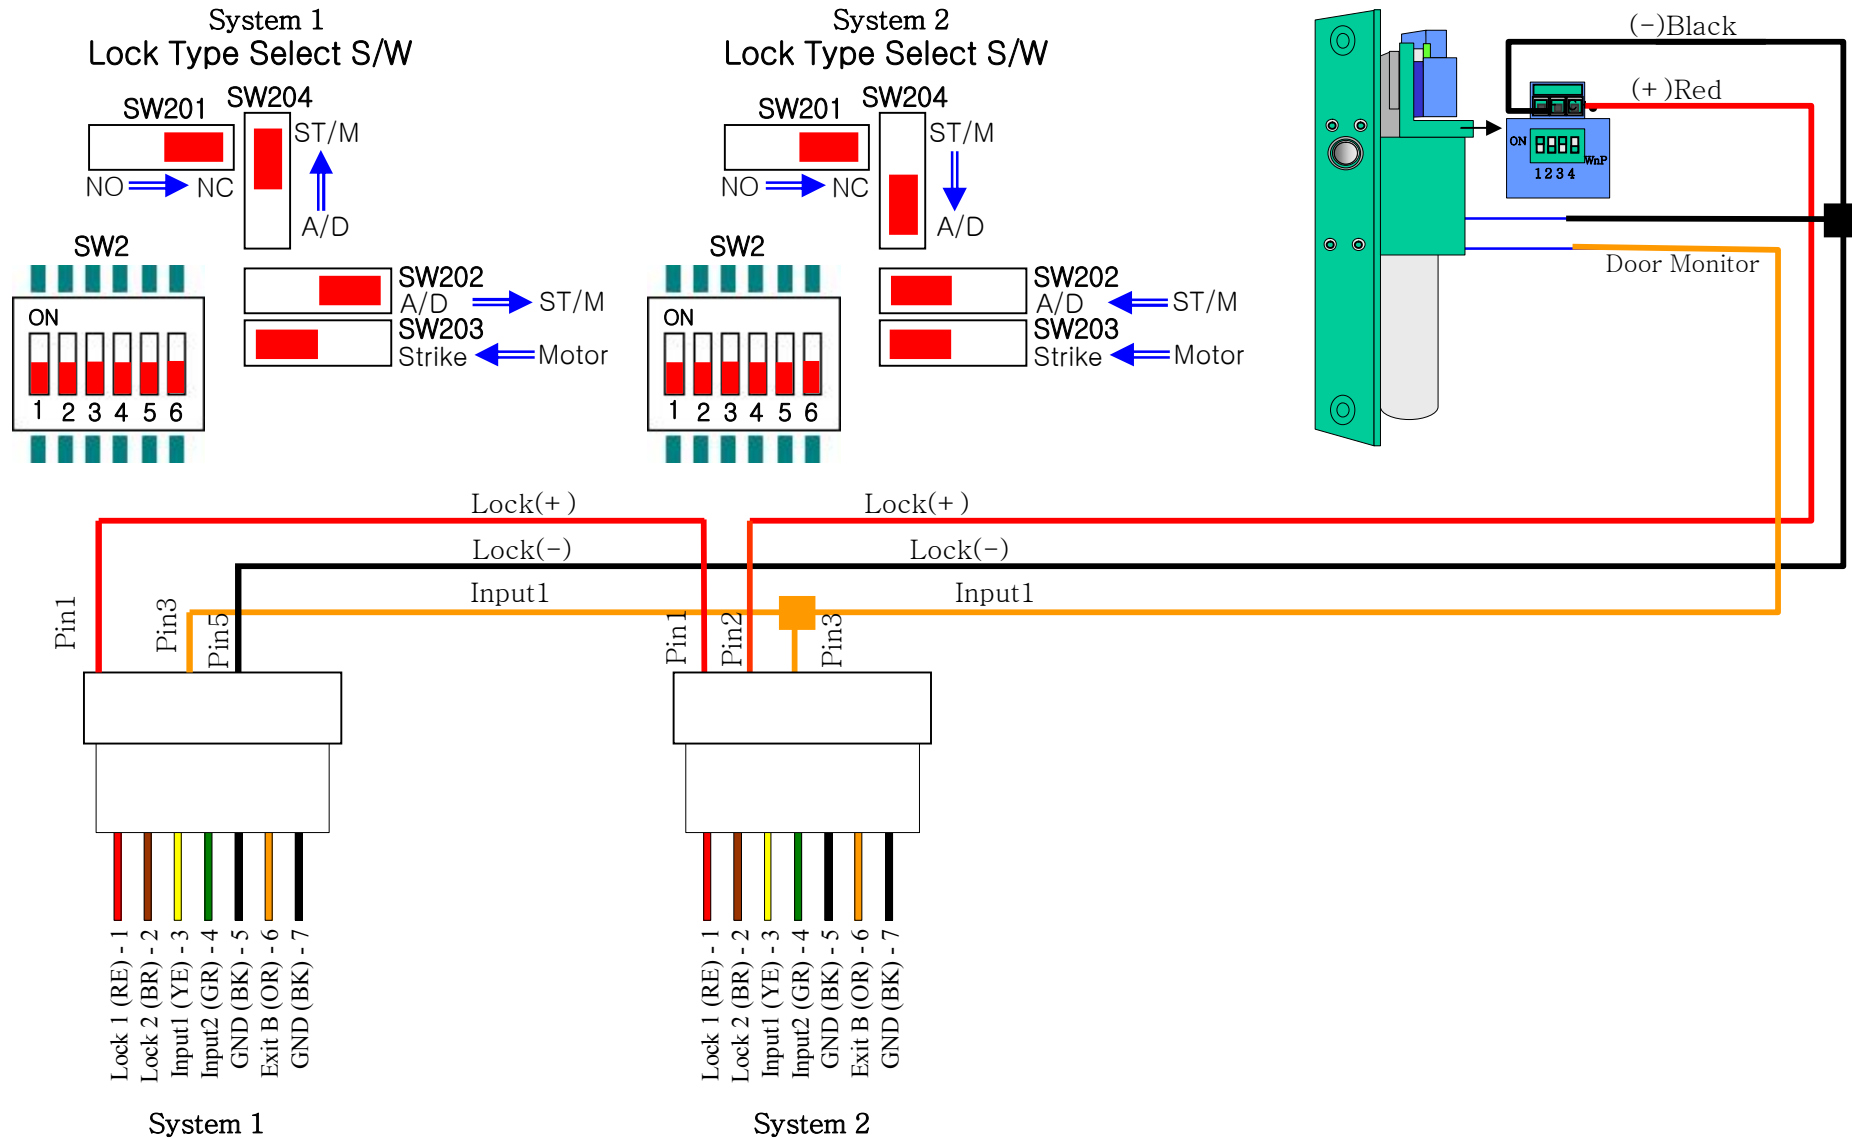 System 1
Lock Type Select S/W
SW201
SW204
ST/M
NO
NC
A/D
SW2
ON
1 2 3 4 5 6
SW202
A/D
ST/M
SW203
Strike
Motor
System 2
Lock Type Select S/W
SW201
SW204
ST/M
NO
NC
A/D
SW2
ON
1 2 3 4 5 6
SW202
A/D
ST/M
SW203
Strike
Motor
(-)Black
(+)Red
ON
WnP
1 2 3 4
Door Monitor
Lock(+)
Lock(+)
Lock(-)
Lock(-)
Input1
Input1
Pin1
Pin3
Pin5
Pin1
Pin2
Pin3
Lock 1 (RE) - 1
Lock 2 (BR) - 2
Input1 (YE) - 3
Input2 (GR) - 4
GND (BK) - 5
Exit B (OR) - 6
GND (BK) - 7
System 1
Lock 1 (RE) - 1
Lock 2 (BR) - 2
Input1 (YE) - 3
Input2 (GR) - 4
GND (BK) - 5
Exit B (OR) - 6
GND (BK) - 7
System 2